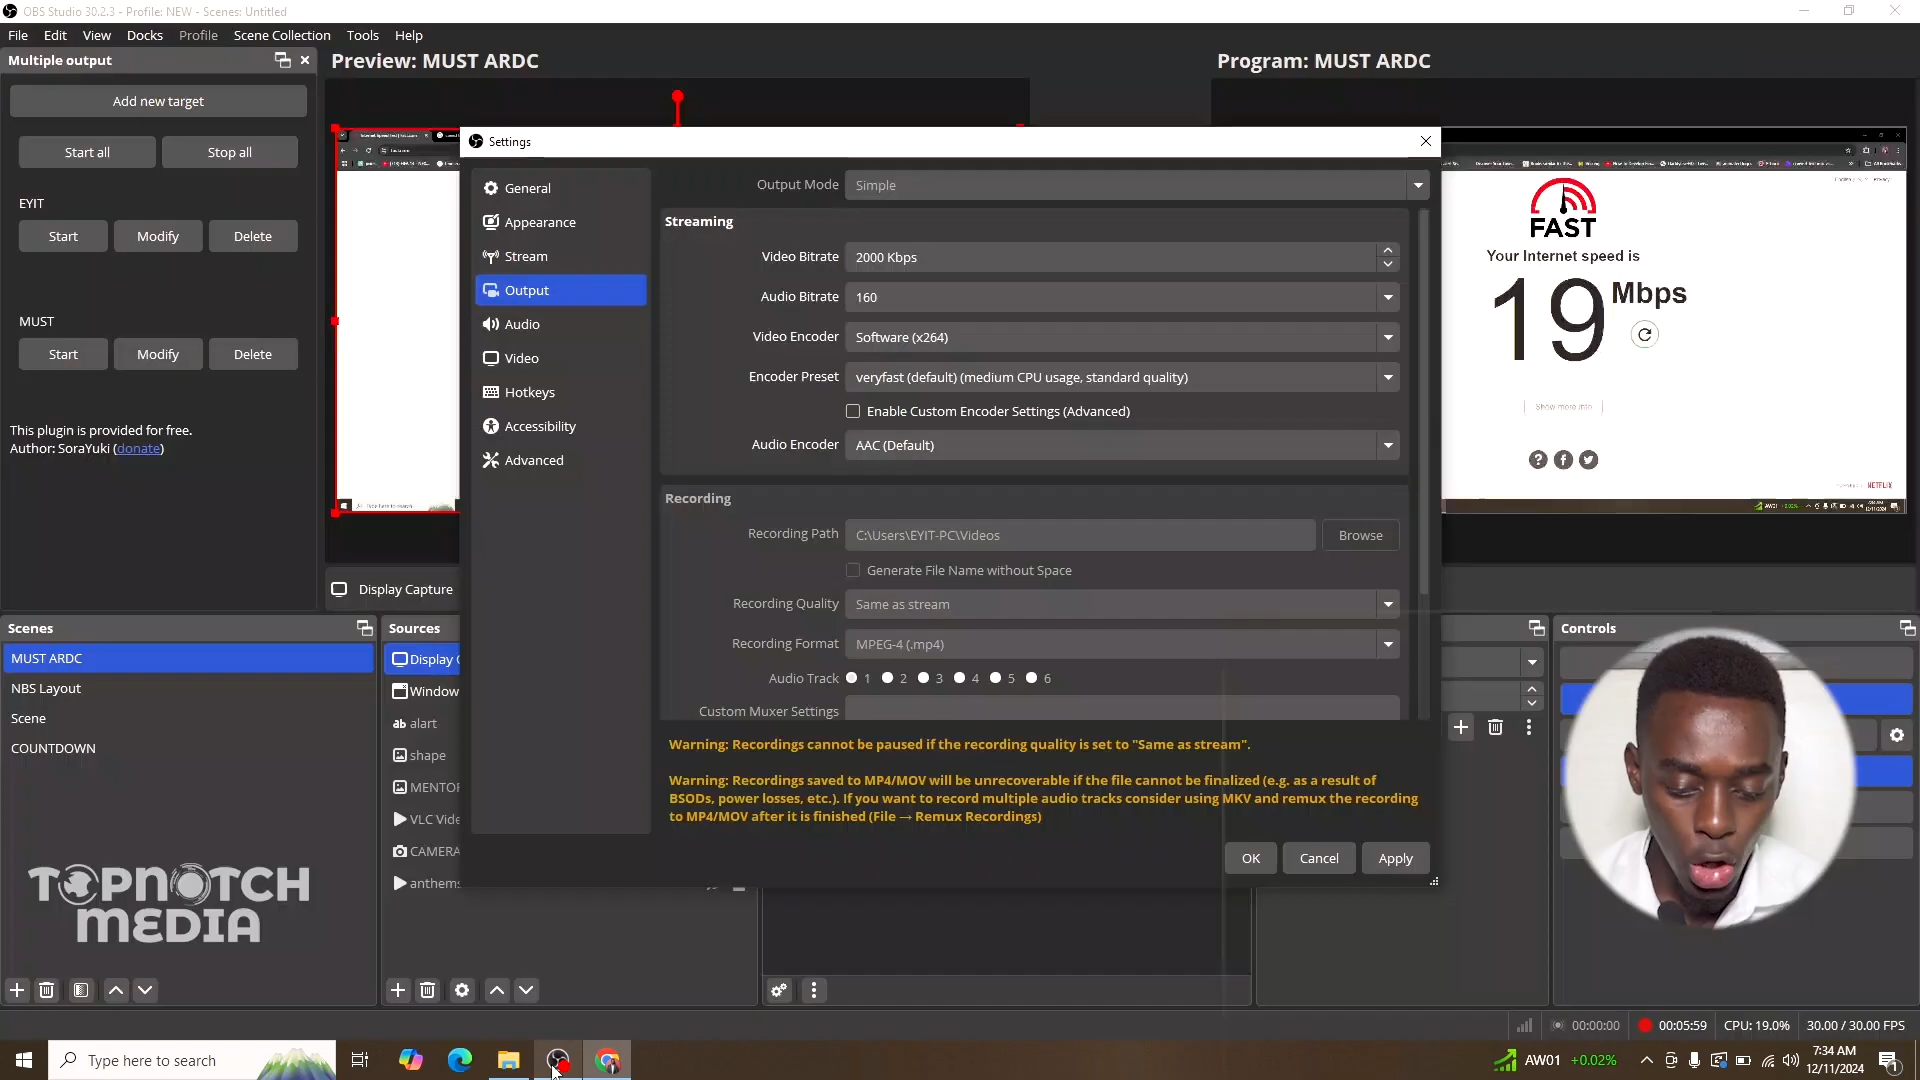 OBS Studio 30.2.3 - Profile: NEW - Scenes: Untitled
File Edit View Docks Profile Scene Collection Tools Help
Multiple output
Add new target
Start all Stop all
EYIT
Start Modify Delete
MUST
Start Modify Delete
This plugin is provided for free.
Author: SoraYuki (donate)
Preview: MUST ARDC
Program: MUST ARDC
Settings
General
Appearance
Stream
Output
Audio
Video
Hotkeys
Accessibility
Advanced
Output Mode Simple
Streaming
Video Bitrate 2000 Kbps
Audio Bitrate 160
Video Encoder Software (x264)
Encoder Preset veryfast (default) (medium CPU usage, standard quality)
Enable Custom Encoder Settings (Advanced)
Audio Encoder AAC (Default)
Recording
Recording Path C:\Users\EYIT-PC\Videos Browse
Generate File Name without Space
Recording Quality Same as stream
Recording Format MPEG-4 (.mp4)
Audio Track 1 2 3 4 5 6
Custom Muxer Settings
Warning: Recordings cannot be paused if the recording quality is set to "Same as stream".
Warning: Recordings saved to MP4/MOV will be unrecoverable if the file cannot be finalized (e.g. as a result of
BSODs, power losses, etc.). If you want to record multiple audio tracks consider using MKV and remux the recording
to MP4/MOV after it is finished (File → Remux Recordings)
OK Cancel Apply
FAST
Your Internet speed is
19 Mbps
Show more info
NETFLIX
Display Capture
Scenes
MUST ARDC
NBS Layout
Scene
COUNTDOWN
Sources
Display
Window
alart
shape
MENTOR
VLC Vide
CAMERA
anthems
Controls
TOPNOTCH
MEDIA
00:00:00 00:05:59 CPU: 19.0% 30.00 / 30.00 FPS
Type here to search
AW01 +0.02%
7:34 AM
12/11/2024
1